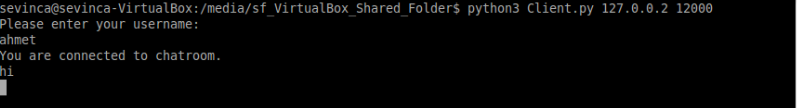 sevinca@sevinca-VirtualBox:/media/sf_VirtualBox_Shared_Folder$ python3 Client.py 127.0.0.2 12000
Please enter your username:
ahmet
You are connected to chatroom.
hi